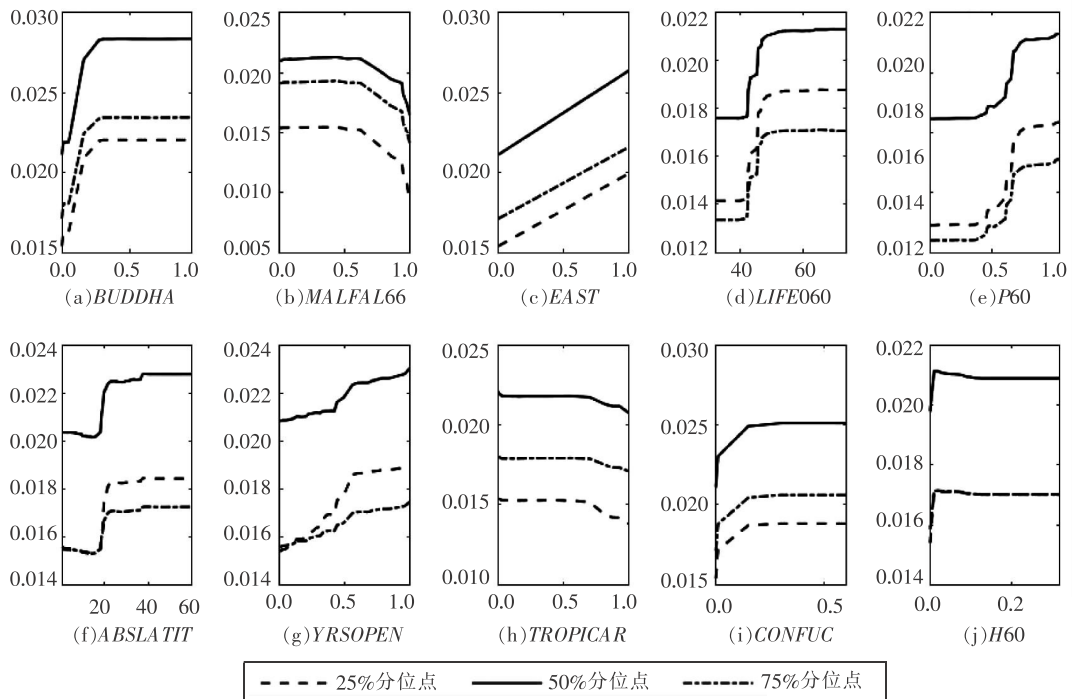 0.030 0.025 0.020 0.015
0.0 0.5 1.0
(a)BUDDHA
0.025 0.020 0.015 0.010 0.005
0.0 0.5 1.0
(b)MALFAL66
0.030 0.025 0.020 0.015
0.0 0.5 1.0
(c)EAST
0.022 0.020 0.018 0.016 0.014 0.012
40 60
(d)LIFE060
0.022 0.020 0.018 0.016 0.014 0.012
0.0 0.5 1.0
(e)P60
0.024 0.022 0.020 0.018 0.016 0.014
20 40 60
(f)ABSLATIT
0.024 0.022 0.020 0.018 0.016 0.014
0.0 0.5 1.0
(g)YRSOPEN
0.025 0.020 0.015 0.010
0.0 0.5 1.0
(h)TROPICAR
0.030 0.025 0.020 0.015
0.0 0.5
(i)CONFUC
0.022 0.020 0.018 0.016 0.014
0.0 0.2
(j)H60
25%分位点 50%分位点 75%分位点